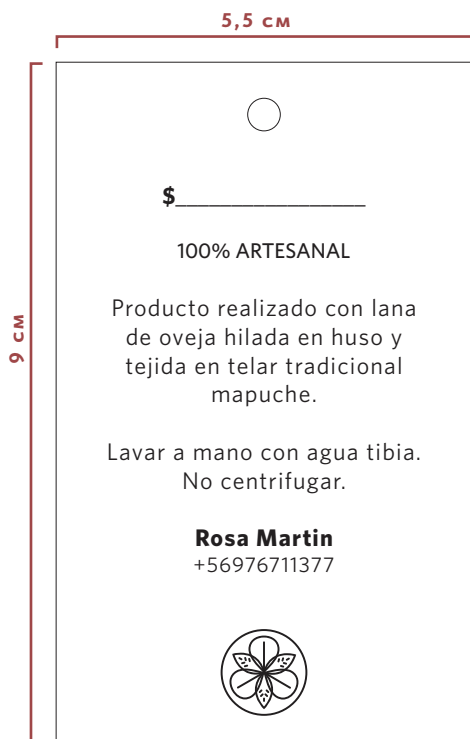 5,5 CM
9 CM
$_________________
100% ARTESANAL
Producto realizado con lana
de oveja hilada en huso y
tejida en telar tradicional
mapuche.
Lavar a mano con agua tibia.
No centrifugar.
Rosa Martin
+56976711377